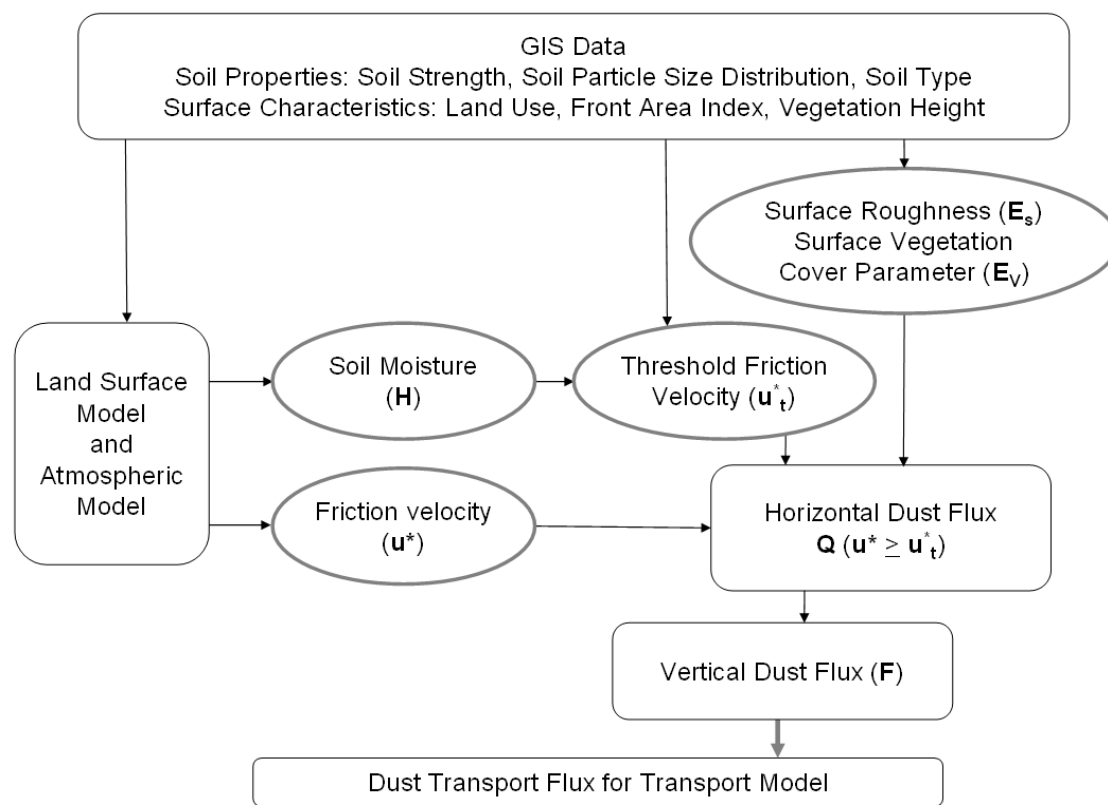 GIS Data
Soil Properties: Soil Strength, Soil Particle Size Distribution, Soil Type
Surface Characteristics: Land Use, Front Area Index, Vegetation Height
Surface Roughness (Es)
Surface Vegetation
Cover Parameter (EV)
Land Surface
Model
and
Atmospheric
Model
Soil Moisture
(H)
Threshold Friction
Velocity (u*t)
Friction velocity
(u*)
Horizontal Dust Flux
Q (u* ≥ u*t)
Vertical Dust Flux (F)
Dust Transport Flux for Transport Model